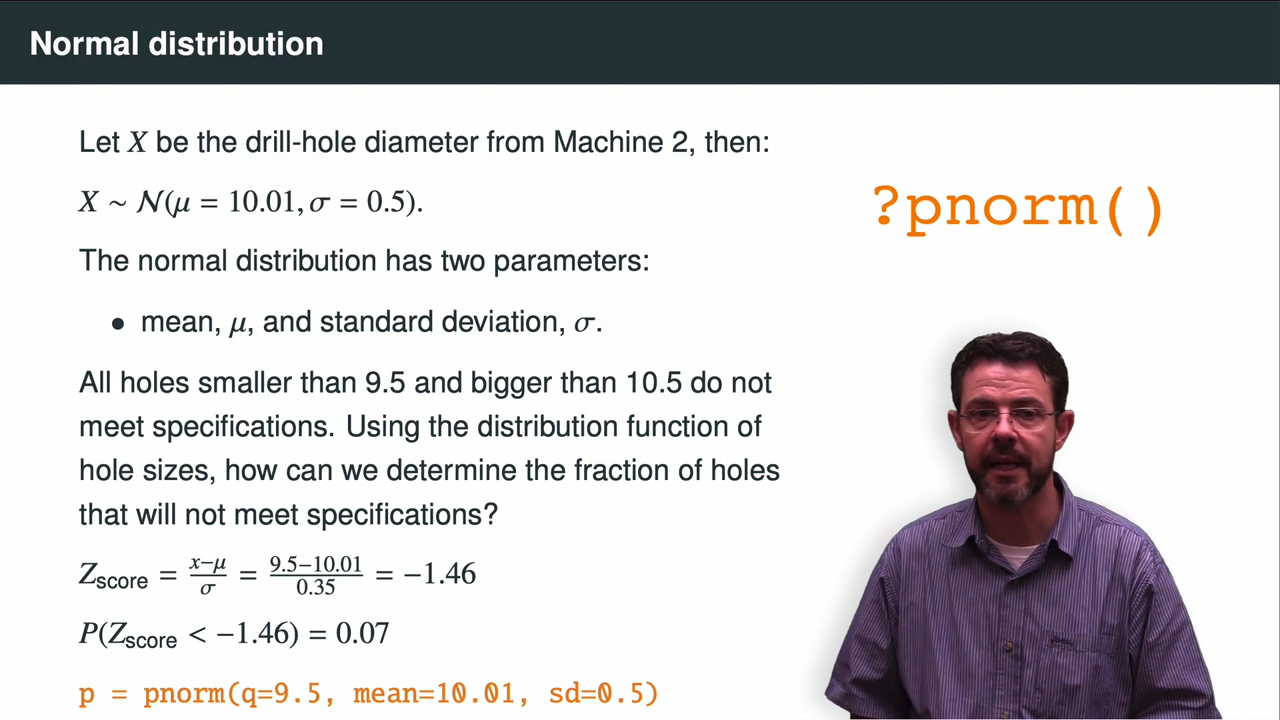 Normal distribution
Let X be the drill-hole diameter from Machine 2, then:
?pnorm()
X ∼ N(μ = 10.01, σ = 0.5).
The normal distribution has two parameters:
• mean, μ, and standard deviation, σ.
All holes smaller than 9.5 and bigger than 10.5 do not
meet specifications. Using the distribution function of
hole sizes, how can we determine the fraction of holes
that will not meet specifications?
Zscore = x−μ/σ = 9.5−10.01/0.35 = −1.46
P(Zscore < −1.46) = 0.07
p = pnorm(q=9.5, mean=10.01, sd=0.5)